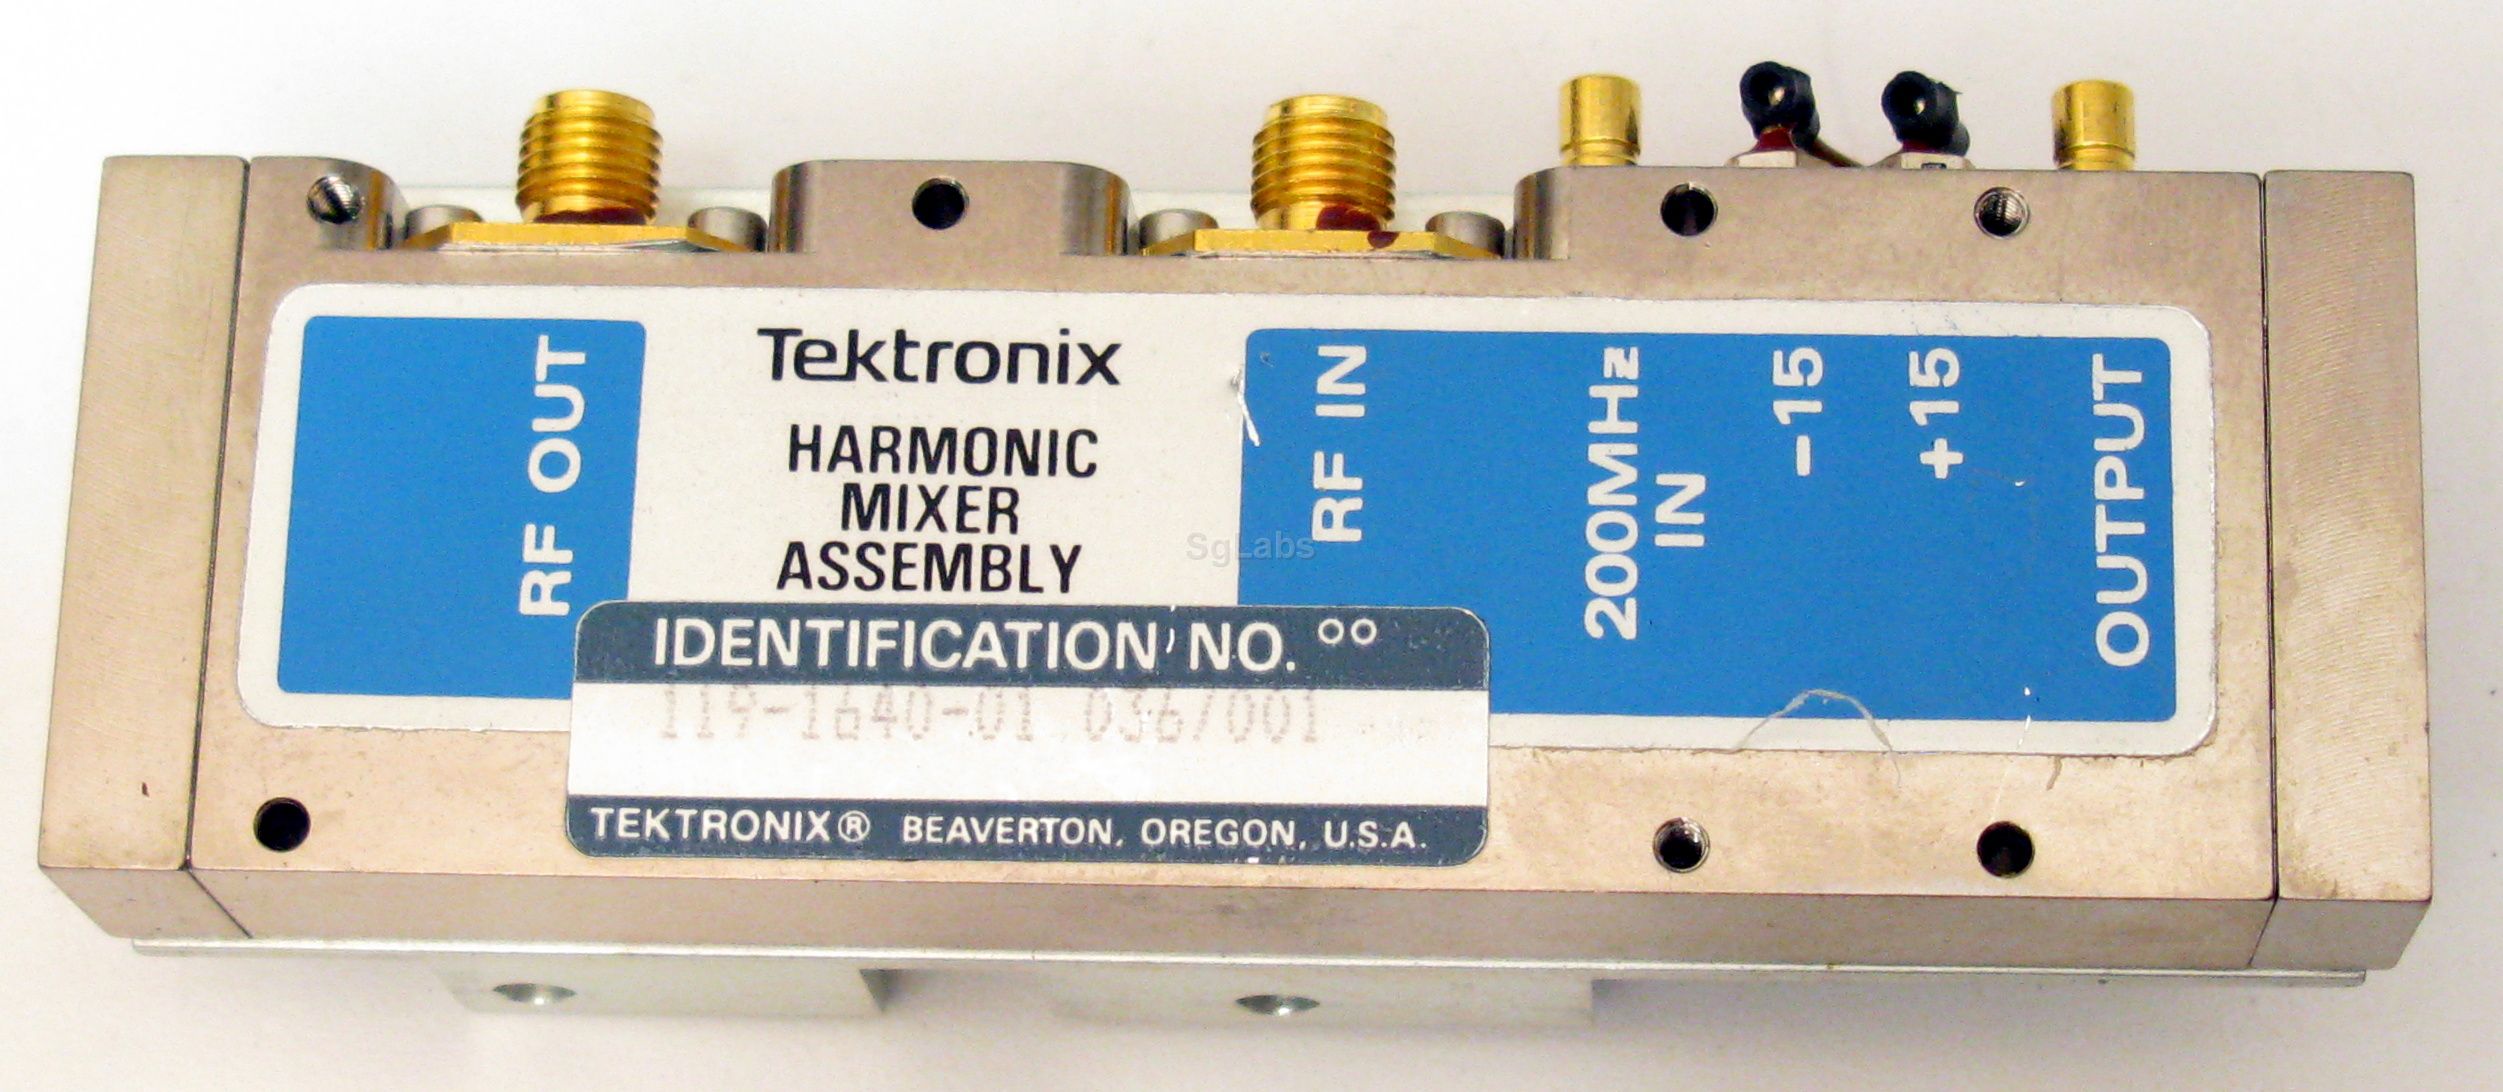 Tektronix
HARMONIC
MIXER
ASSEMBLY
RF OUT
RF IN
200MHz
IN
-15
+15
OUTPUT
SgLabs
IDENTIFICATION NO. °°
119-1640-01 036/001
TEKTRONIX® BEAVERTON, OREGON, U.S.A.